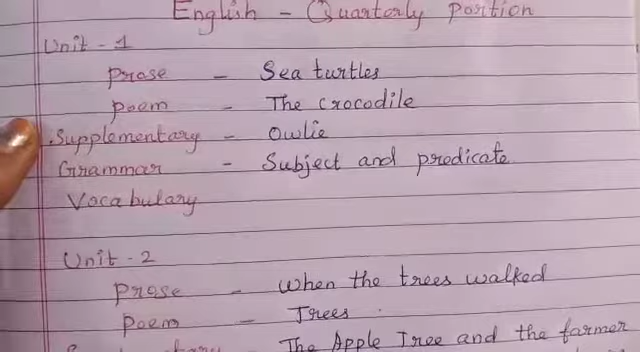 English - Quarterly portion
Unit - 1
prose - Sea turtles
poem - The crocodile
Supplementary - Owlie
Grammar - Subject and predicate
Vocabulary
Unit - 2
prose - When the trees walked
poem - Trees
- The Apple Tree and the farmer